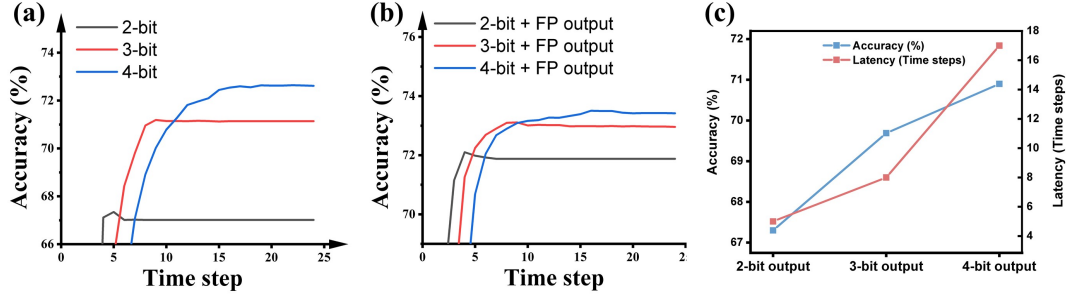 (a)
2-bit
3-bit
4-bit
Accuracy (%)
74
72
70
68
67
66
0
5
10
15
20
25
Time step
(b)
2-bit + FP output
3-bit + FP output
4-bit + FP output
Accuracy (%)
76
74
72
70
0
5
10
15
20
25
Time step
(c)
Accuracy (%)
Latency (Time steps)
Accuracy (%)
72
71
70
69
68
67
18
16
14
12
10
8
6
4
Latency (Time steps)
2-bit output
3-bit output
4-bit output